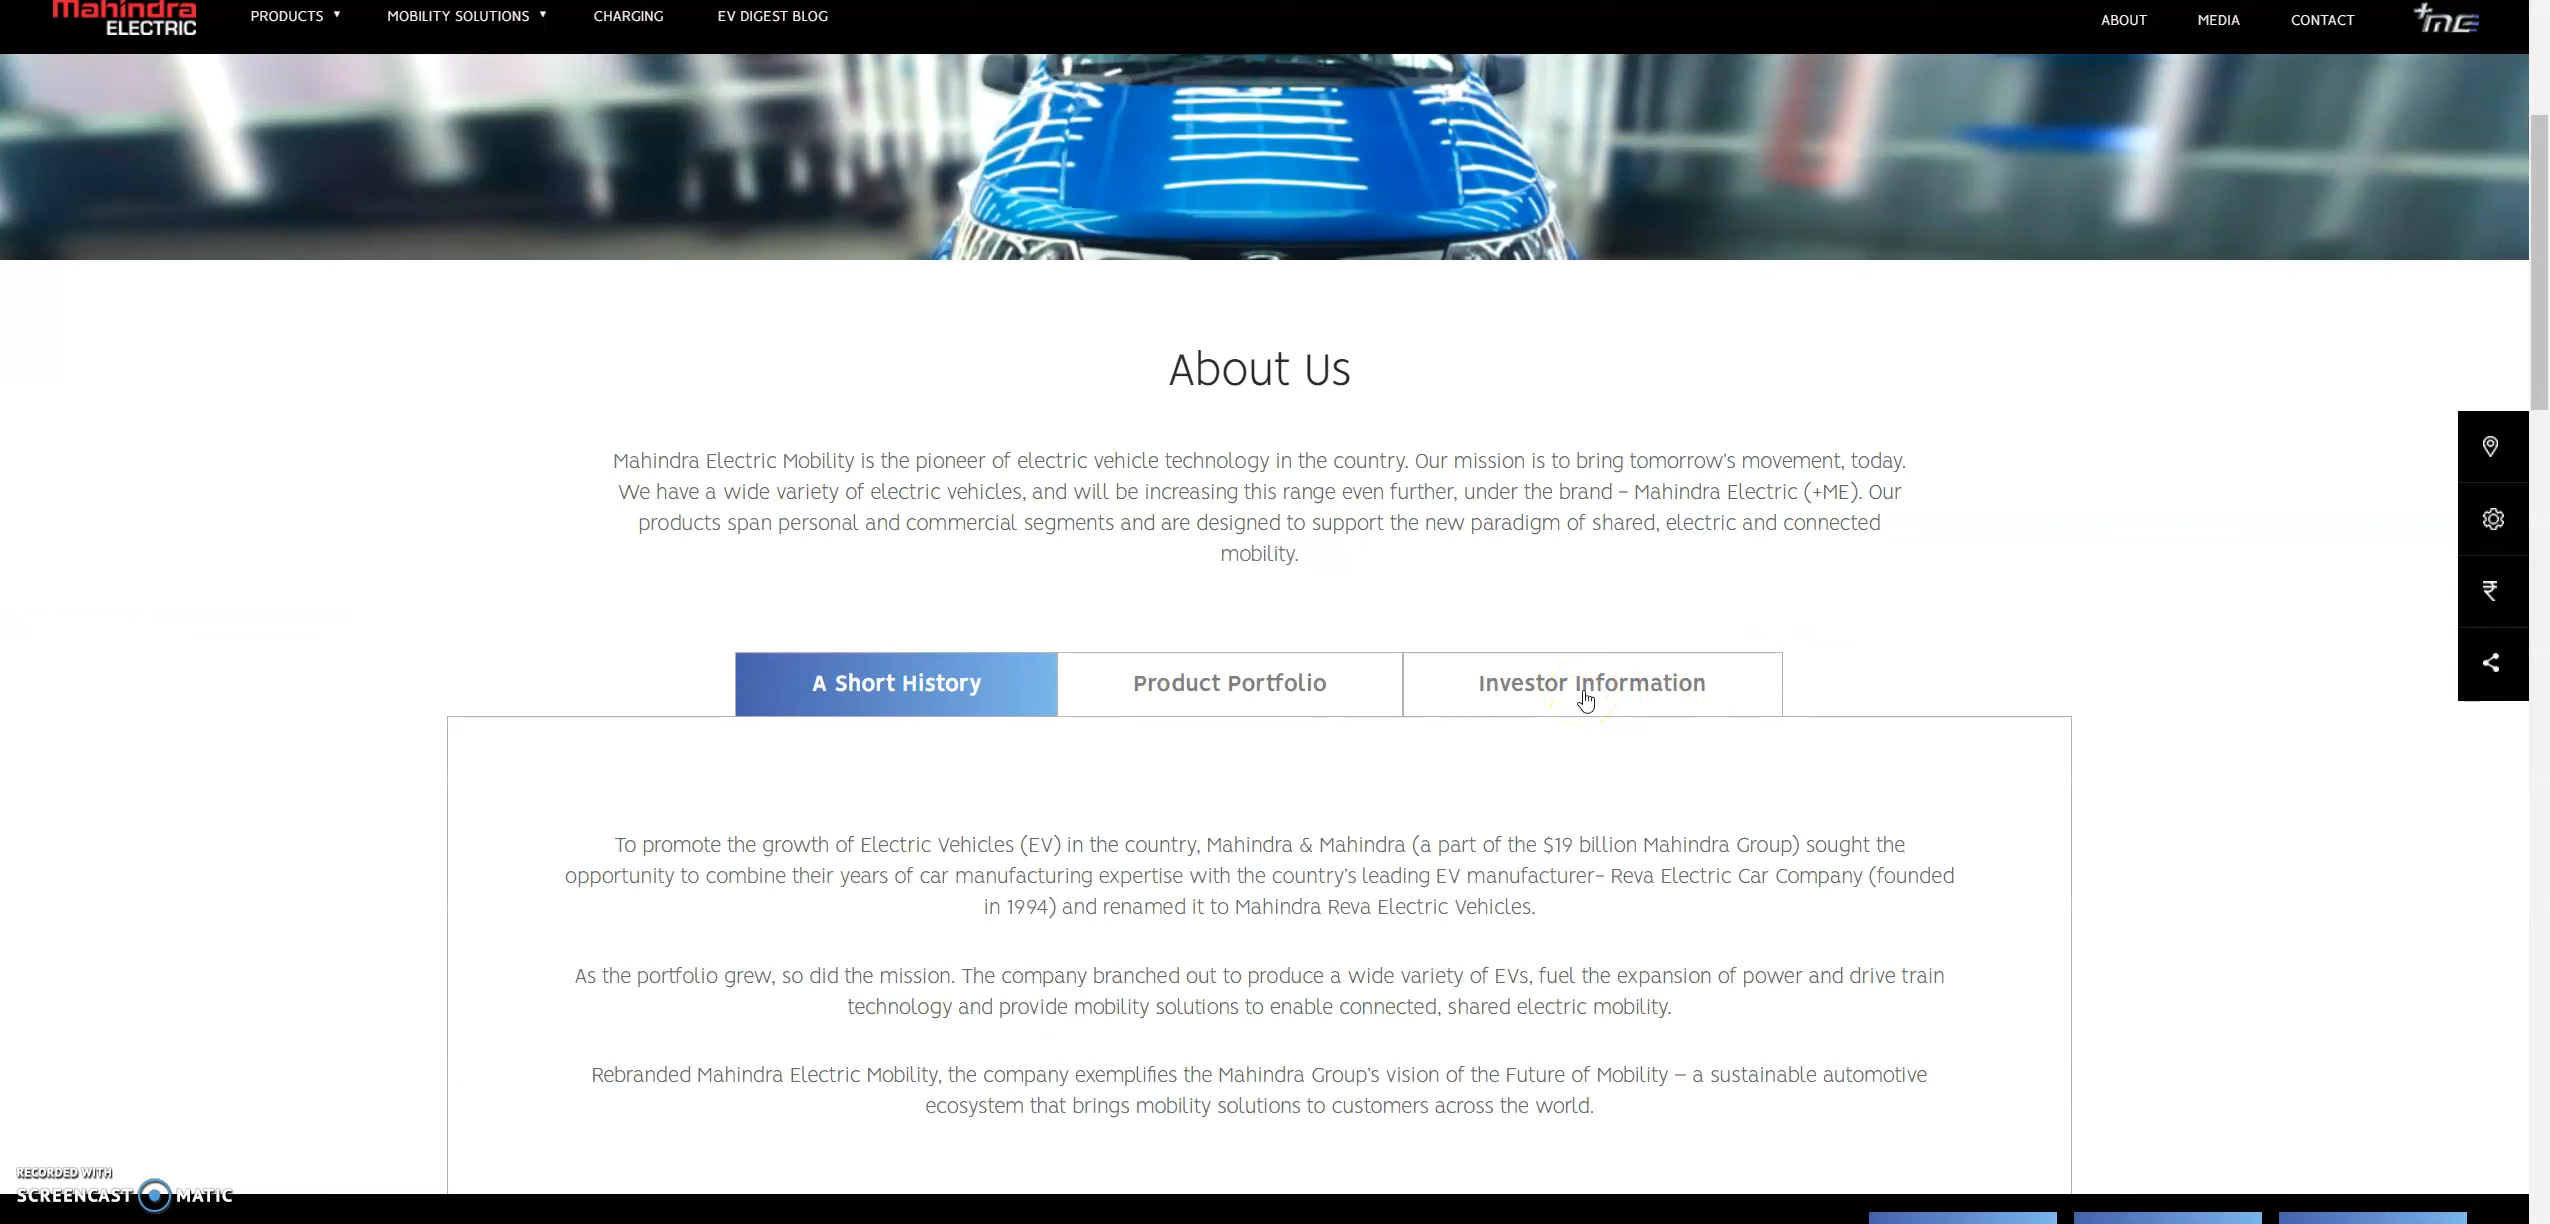 Mahindra
ELECTRIC
PRODUCTS ▼
MOBILITY SOLUTIONS ▼
CHARGING
EV DIGEST BLOG
ABOUT
MEDIA
CONTACT
+ME
About Us
Mahindra Electric Mobility is the pioneer of electric vehicle technology in the country. Our mission is to bring tomorrow's movement, today.
We have a wide variety of electric vehicles, and will be increasing this range even further, under the brand – Mahindra Electric (+ME). Our
products span personal and commercial segments and are designed to support the new paradigm of shared, electric and connected
mobility.
₹
A Short History
Product Portfolio
Investor Information
To promote the growth of Electric Vehicles (EV) in the country, Mahindra & Mahindra (a part of the $19 billion Mahindra Group) sought the
opportunity to combine their years of car manufacturing expertise with the country's leading EV manufacturer– Reva Electric Car Company (founded
in 1994) and renamed it to Mahindra Reva Electric Vehicles.
As the portfolio grew, so did the mission. The company branched out to produce a wide variety of EVs, fuel the expansion of power and drive train
technology and provide mobility solutions to enable connected, shared electric mobility.
Rebranded Mahindra Electric Mobility, the company exemplifies the Mahindra Group's vision of the Future of Mobility – a sustainable automotive
ecosystem that brings mobility solutions to customers across the world.
RECORDED WITH
SCREENCAST MATIC